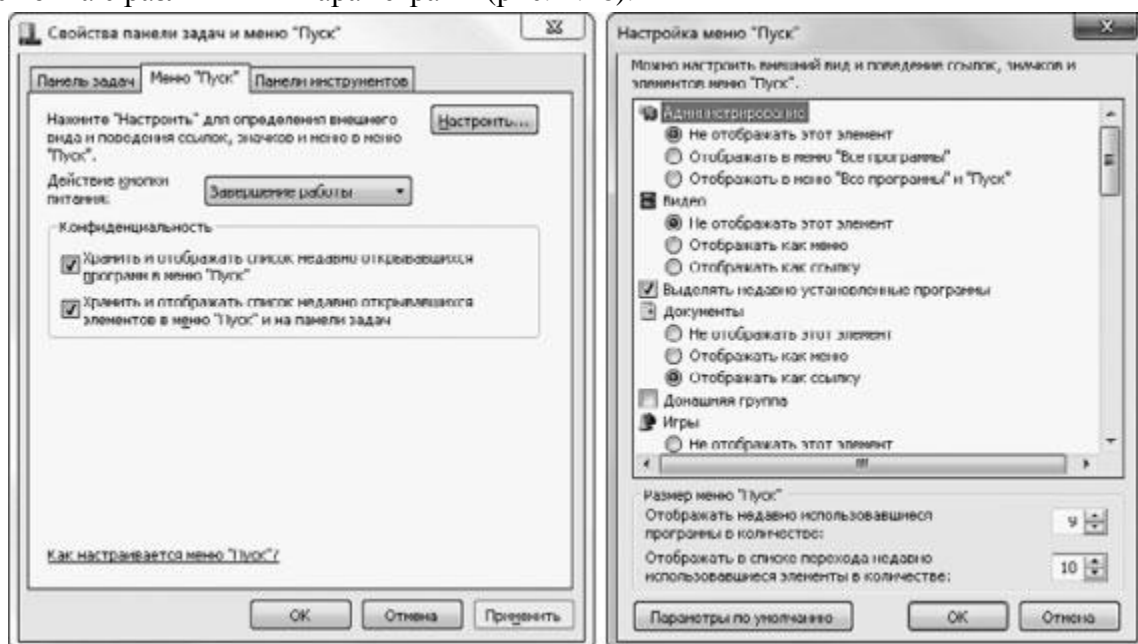 Свойства панели задач и меню "Пуск"
Панель задач
Меню "Пуск"
Панели инструментов
Нажмите "Настроить" для определения внешнего
вида и поведения ссылок, значков и меню в меню
"Пуск".
Настроить...
Действие кнопки
питания:
Завершение работы
Конфиденциальность
Хранить и отображать список недавно открывавшихся
программ в меню "Пуск"
Хранить и отображать список недавно открывавшихся
элементов в меню "Пуск" и на панели задач
Как настраивается меню "Пуск"?
ОК
Отмена
Применить
Настройка меню "Пуск"
Можно настроить внешний вид и поведение ссылок, значков и
элементов меню "Пуск".
Администрирование
Не отображать этот элемент
Отображать в меню "Все программы"
Отображать в меню "Все программы" и "Пуск"
Видео
Не отображать этот элемент
Отображать как меню
Отображать как ссылку
Выделять недавно установленные программы
Документы
Не отображать этот элемент
Отображать как меню
Отображать как ссылку
Домашняя группа
Игры
Не отображать этот элемент
Размер меню "Пуск"
Отображать недавно использовавшиеся
программы в количестве:
9
Отображать в списке перехода недавно
использовавшиеся элементы в количестве:
10
Параметры по умолчанию
ОК
Отмена